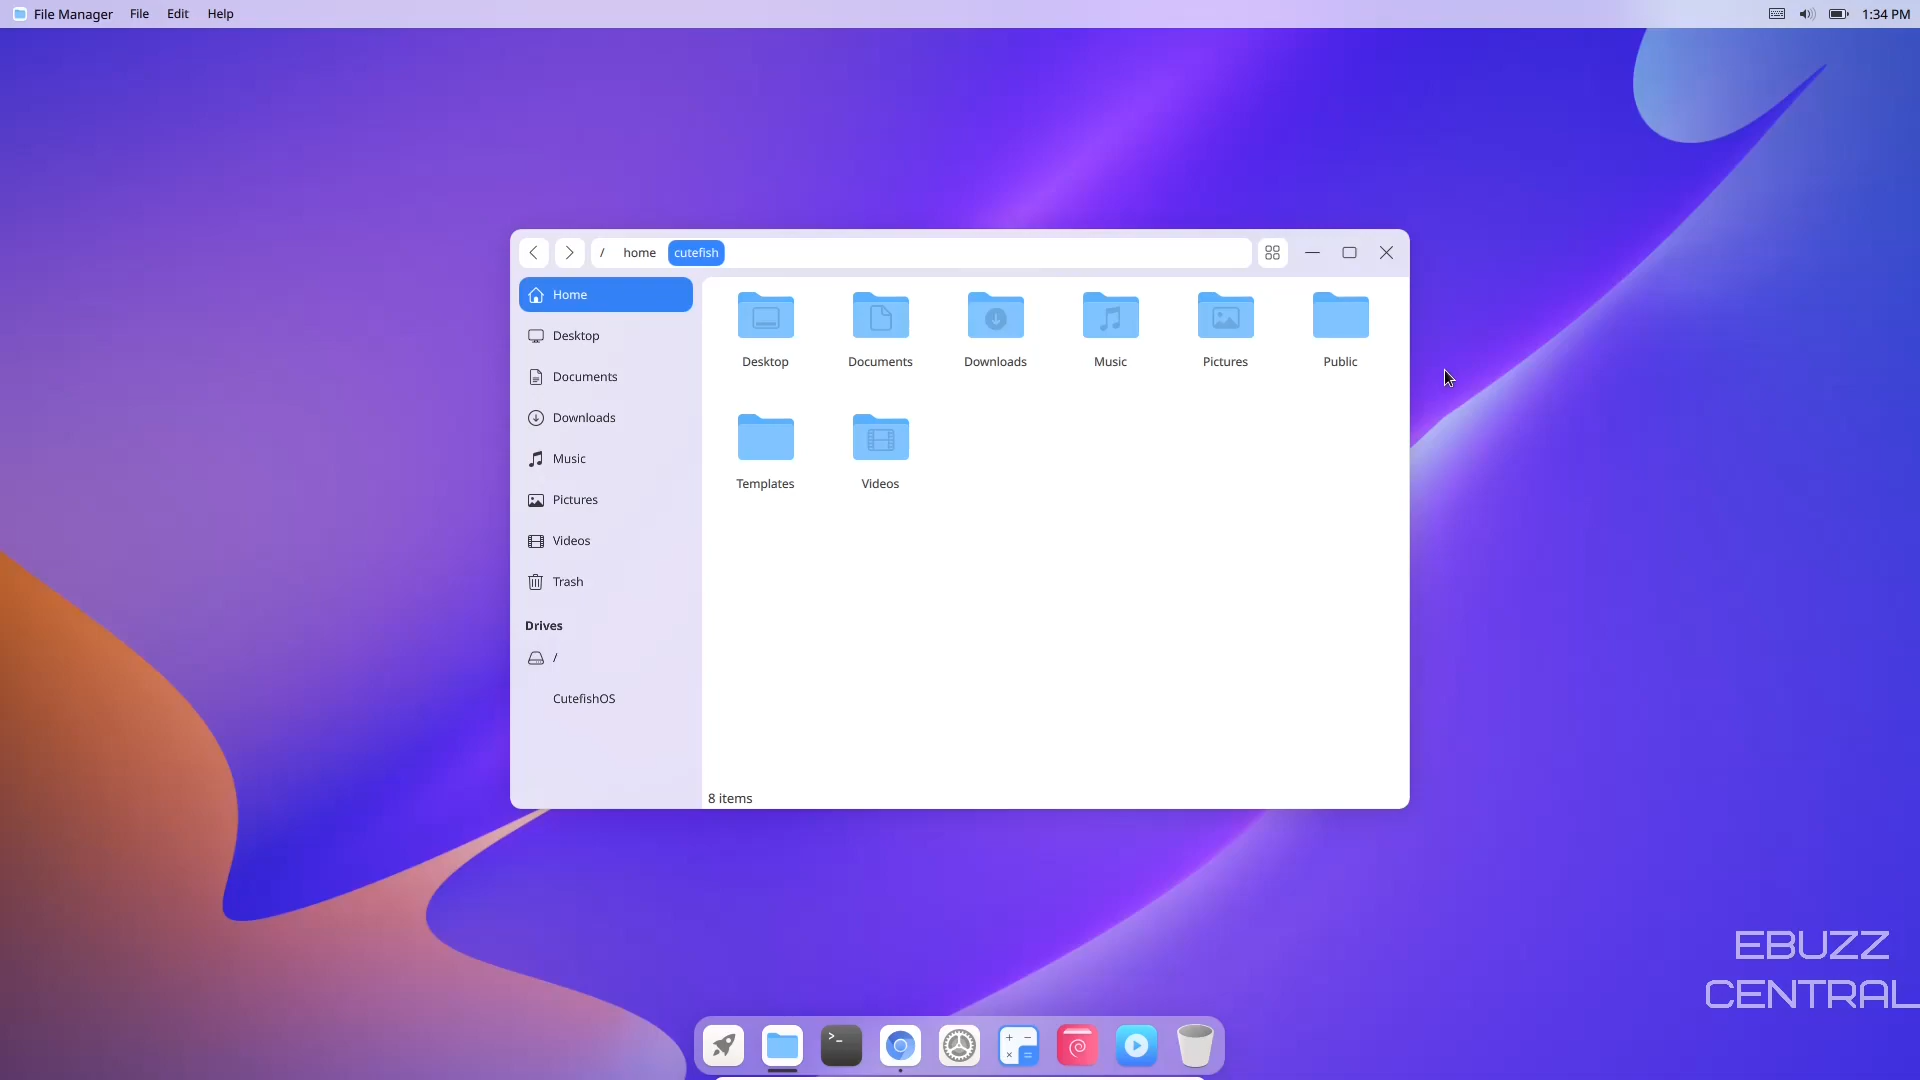 File Manager File Edit Help 1:34 PM
/ home cutefish
Home
Desktop
Documents
Downloads
Music
Pictures
Videos
Trash
Drives
/
CutefishOS
Desktop Documents Downloads Music Pictures Public
Templates Videos
8 items
EBUZZ
CENTRAL